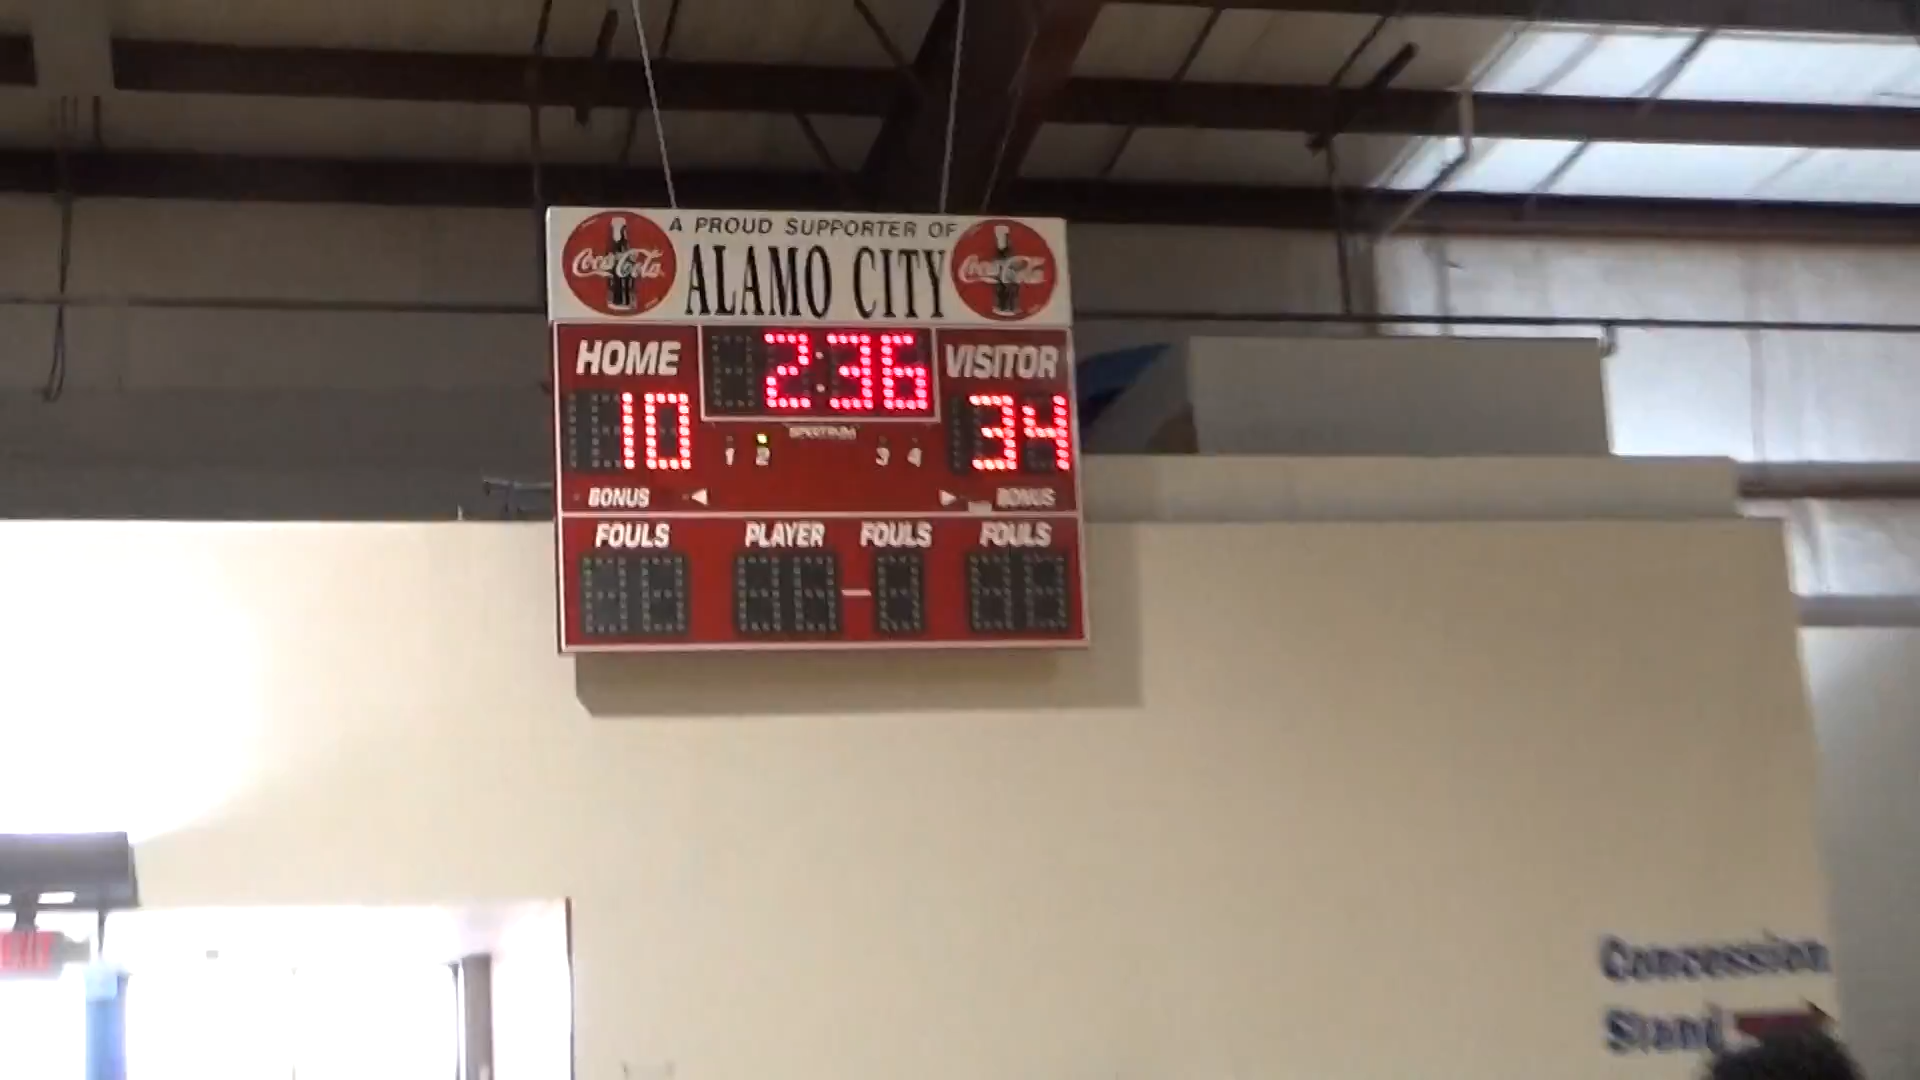 A PROUD SUPPORTER OF
Coca-Cola
ALAMO CITY
Coca-Cola
HOME
2:36
VISITOR
10
34
SPECTRUM
1 2 3 4
BONUS
BONUS
FOULS PLAYER FOULS FOULS
EXIT
Concession
Stand